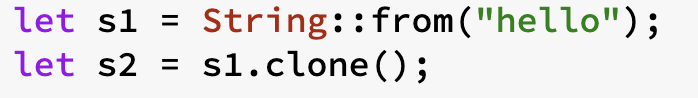 let s1 = String::from("hello");
let s2 = s1.clone();